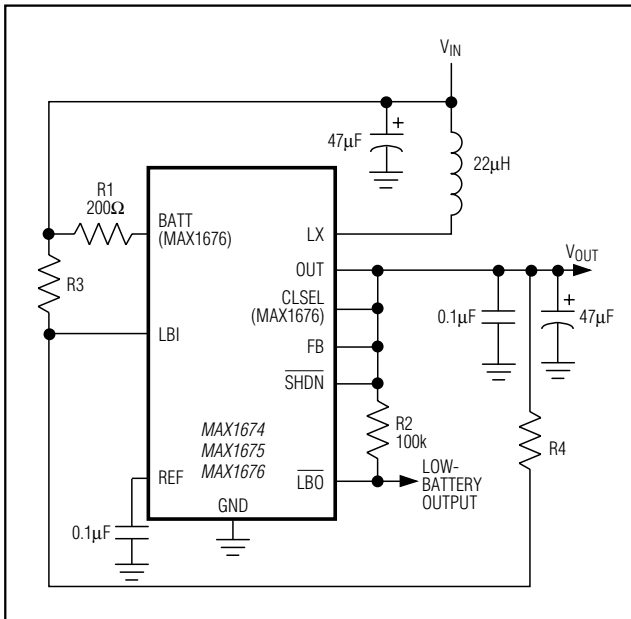 VIN
47µF
+
22µH
R1
200Ω
BATT
(MAX1676)
LX
R3
OUT
VOUT
CLSEL
(MAX1676)
0.1µF
+
47µF
LBI
FB
SHDN
R2
100k
R4
MAX1674
MAX1675
MAX1676
REF
LBO
LOW-
BATTERY
OUTPUT
GND
0.1µF